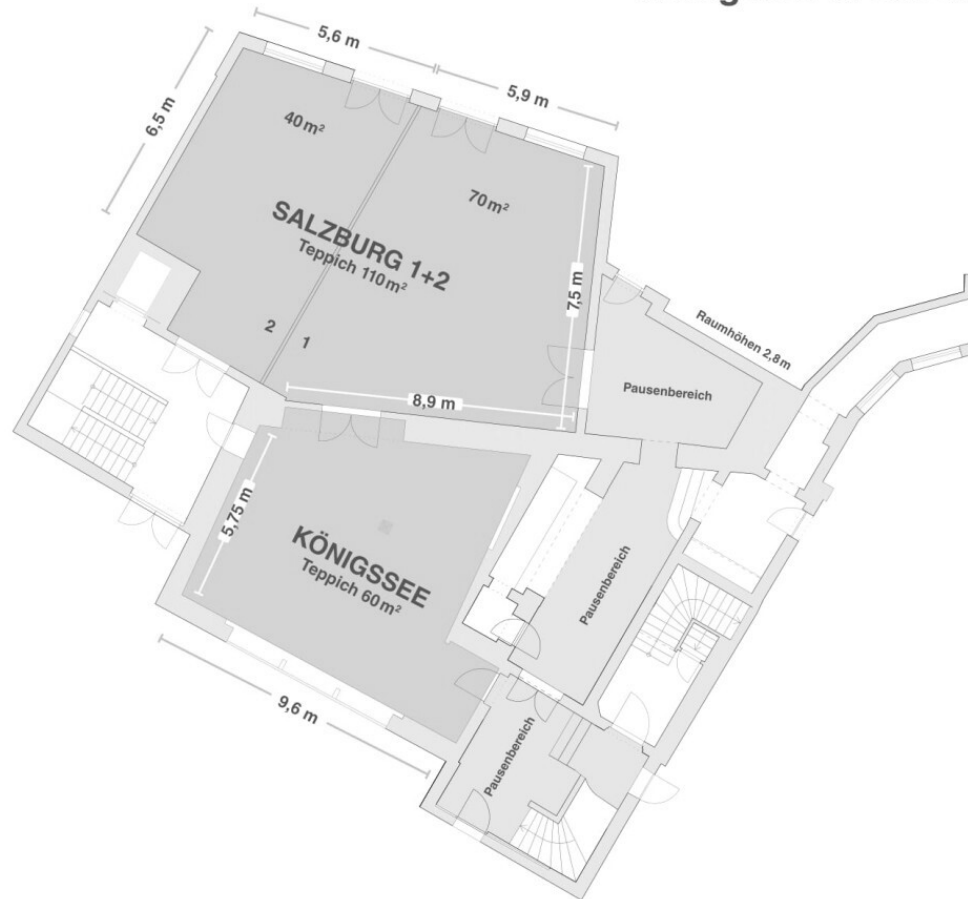 5,6 m
5,9 m
6,5 m
40 m²
70 m²
SALZBURG 1+2
Teppich 110 m²
7,5 m
2
1
Raumhöhen 2,8 m
Pausenbereich
8,9 m
5,75 m
KÖNIGSSEE
Teppich 60 m²
Pausenbereich
9,6 m
Pausenbereich